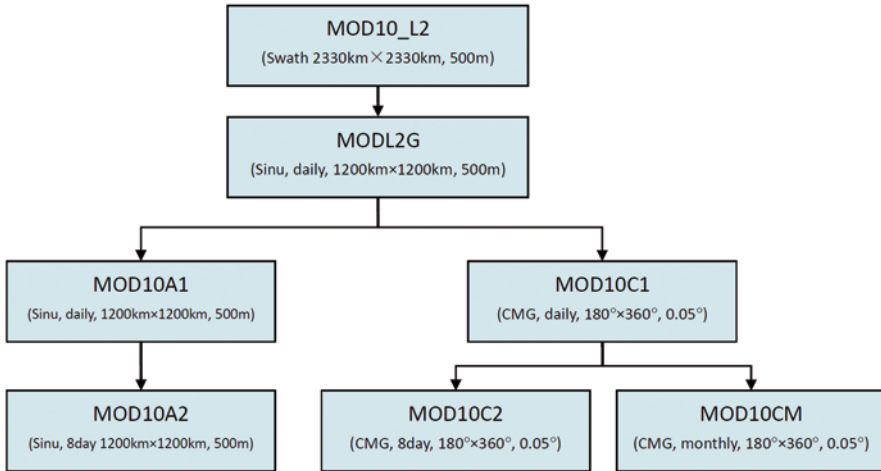 MOD10_L2
(Swath 2330km×2330km, 500m)
MODL2G
(Sinu, daily, 1200km×1200km, 500m)
MOD10A1
(Sinu, daily, 1200km×1200km, 500m)
MOD10C1
(CMG, daily, 180°×360°, 0.05°)
MOD10A2
(Sinu, 8day 1200km×1200km, 500m)
MOD10C2
(CMG, 8day, 180°×360°, 0.05°)
MOD10CM
(CMG, monthly, 180°×360°, 0.05°)